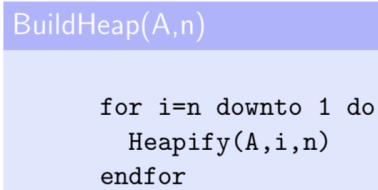 BuildHeap(A,n)
for i=n downto 1 do
Heapify(A,i,n)
endfor